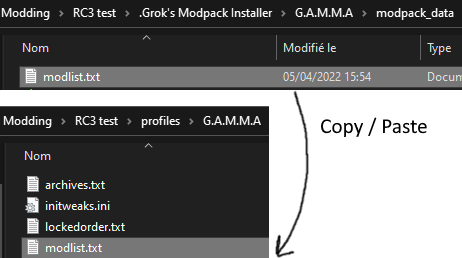 Modding > RC3 test > .Grok's Modpack Installer > G.A.M.M.A > modpack_data
Nom Modifié le Type
modlist.txt 05/04/2022 15:54 Docum
Modding > RC3 test > profiles > G.A.M.M.A
Copy / Paste
Nom
archives.txt
initweaks.ini
lockedorder.txt
modlist.txt